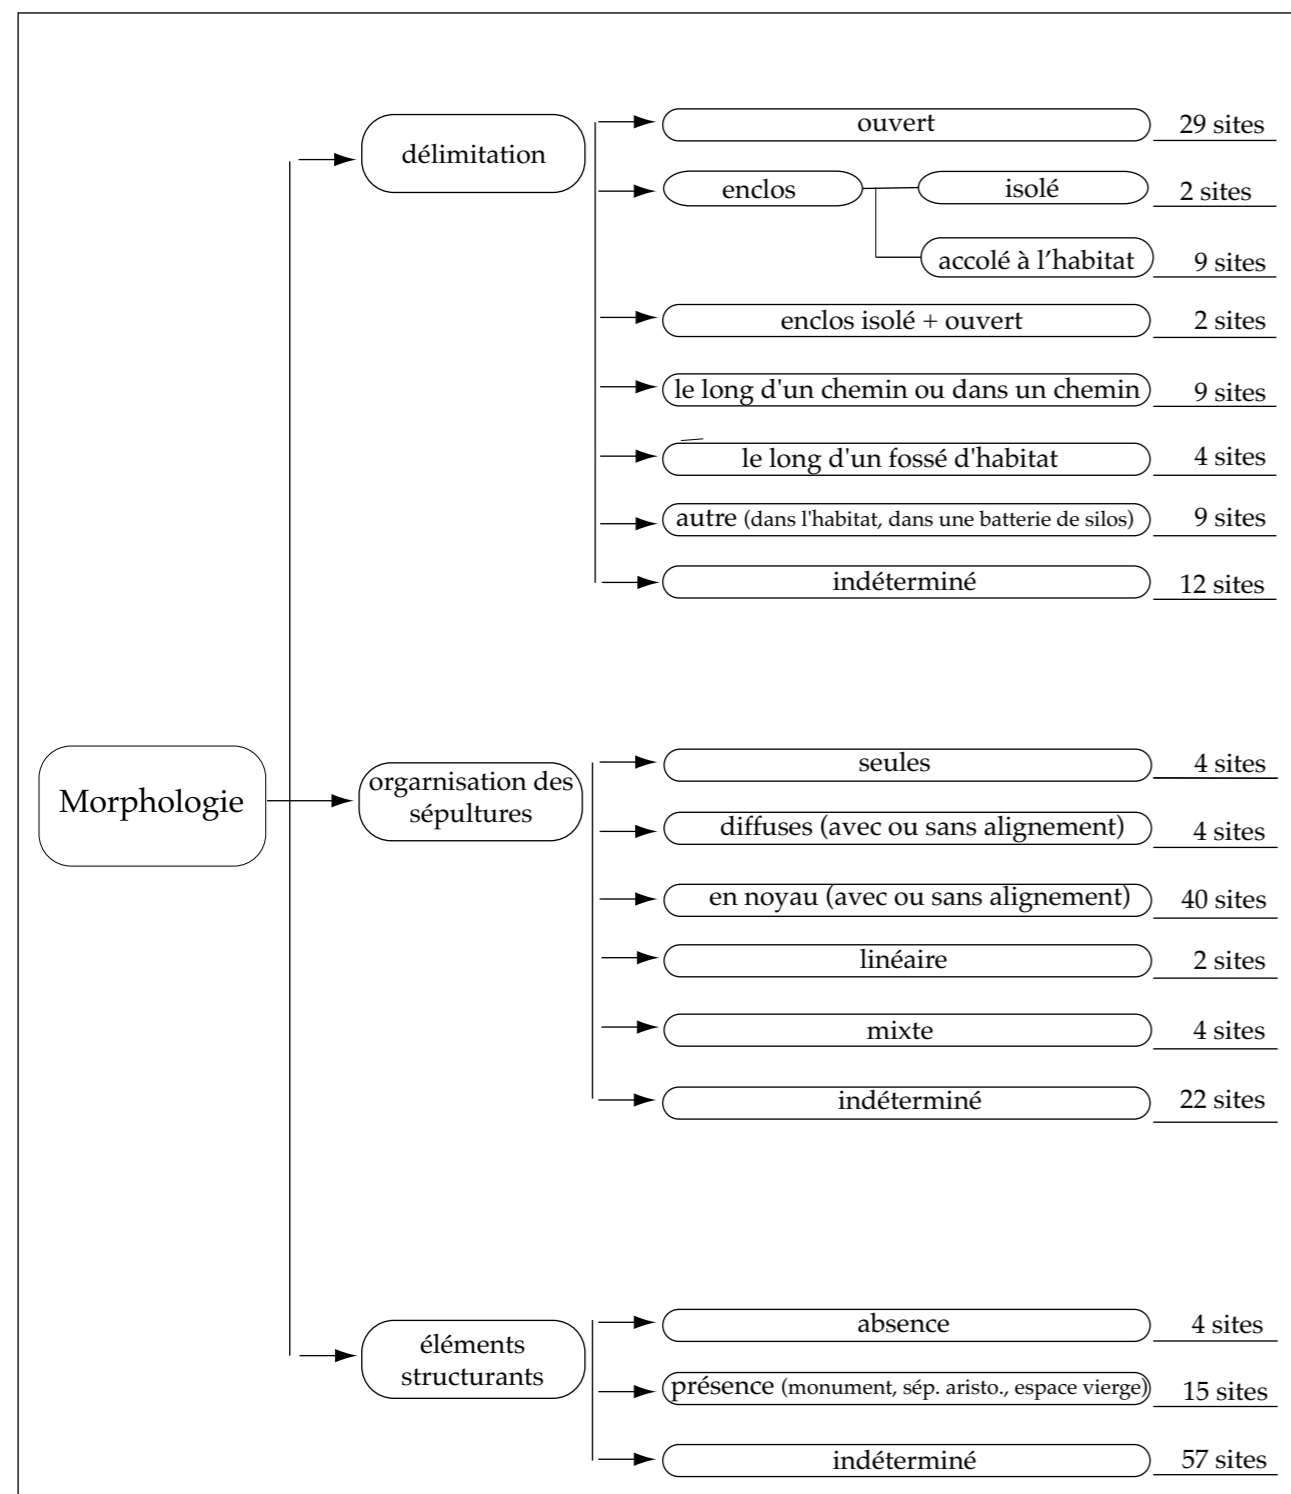 délimitation
ouvert 29 sites
enclos isolé 2 sites
accolé à l’habitat 9 sites
enclos isolé + ouvert 2 sites
le long d'un chemin ou dans un chemin 9 sites
le long d'un fossé d'habitat 4 sites
autre (dans l'habitat, dans une batterie de silos) 9 sites
indéterminé 12 sites
Morphologie
orgarnisation des
sépultures
seules 4 sites
diffuses (avec ou sans alignement) 4 sites
en noyau (avec ou sans alignement) 40 sites
linéaire 2 sites
mixte 4 sites
indéterminé 22 sites
éléments
structurants
absence 4 sites
présence (monument, sép. aristo., espace vierge) 15 sites
indéterminé 57 sites